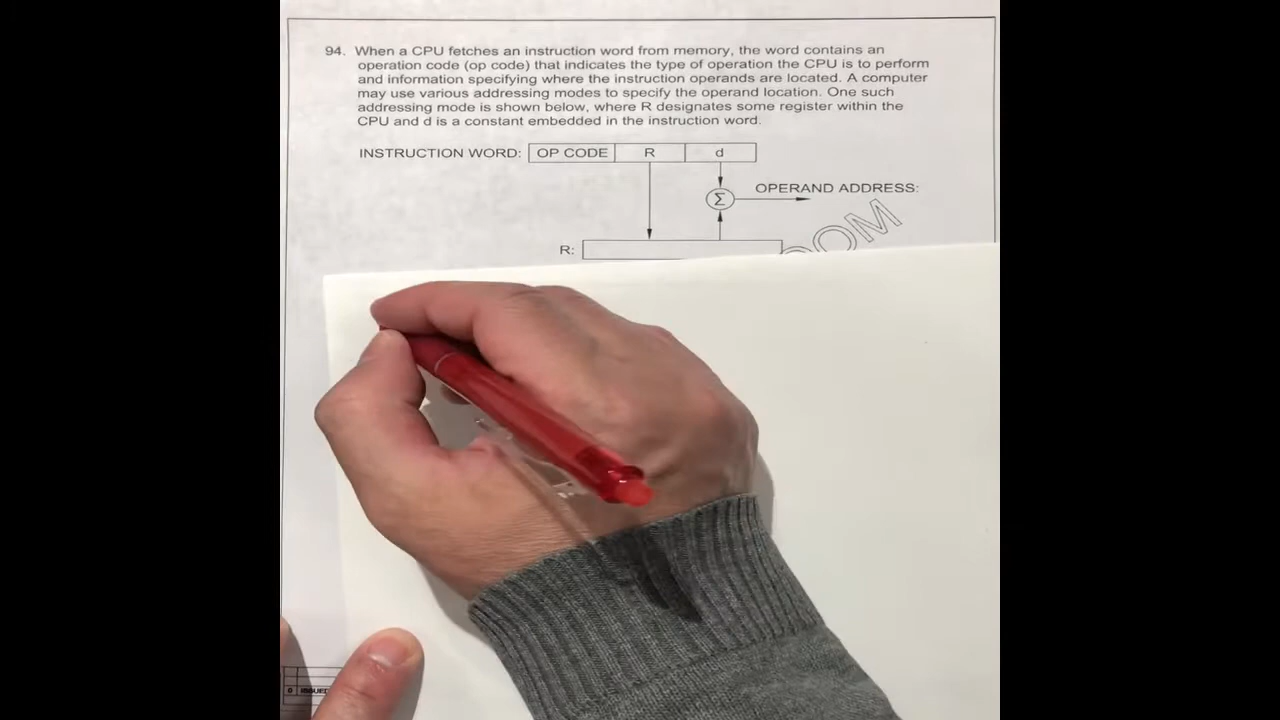 94. When a CPU fetches an instruction word from memory, the word contains an
operation code (op code) that indicates the type of operation the CPU is to perform
and information specifying where the instruction operands are located. A computer
may use various addressing modes to specify the operand location. One such
addressing mode is shown below, where R designates some register within the
CPU and d is a constant embedded in the instruction word.
INSTRUCTION WORD: OP CODE R d
OPERAND ADDRESS:
Σ
R:
0 ISSUED